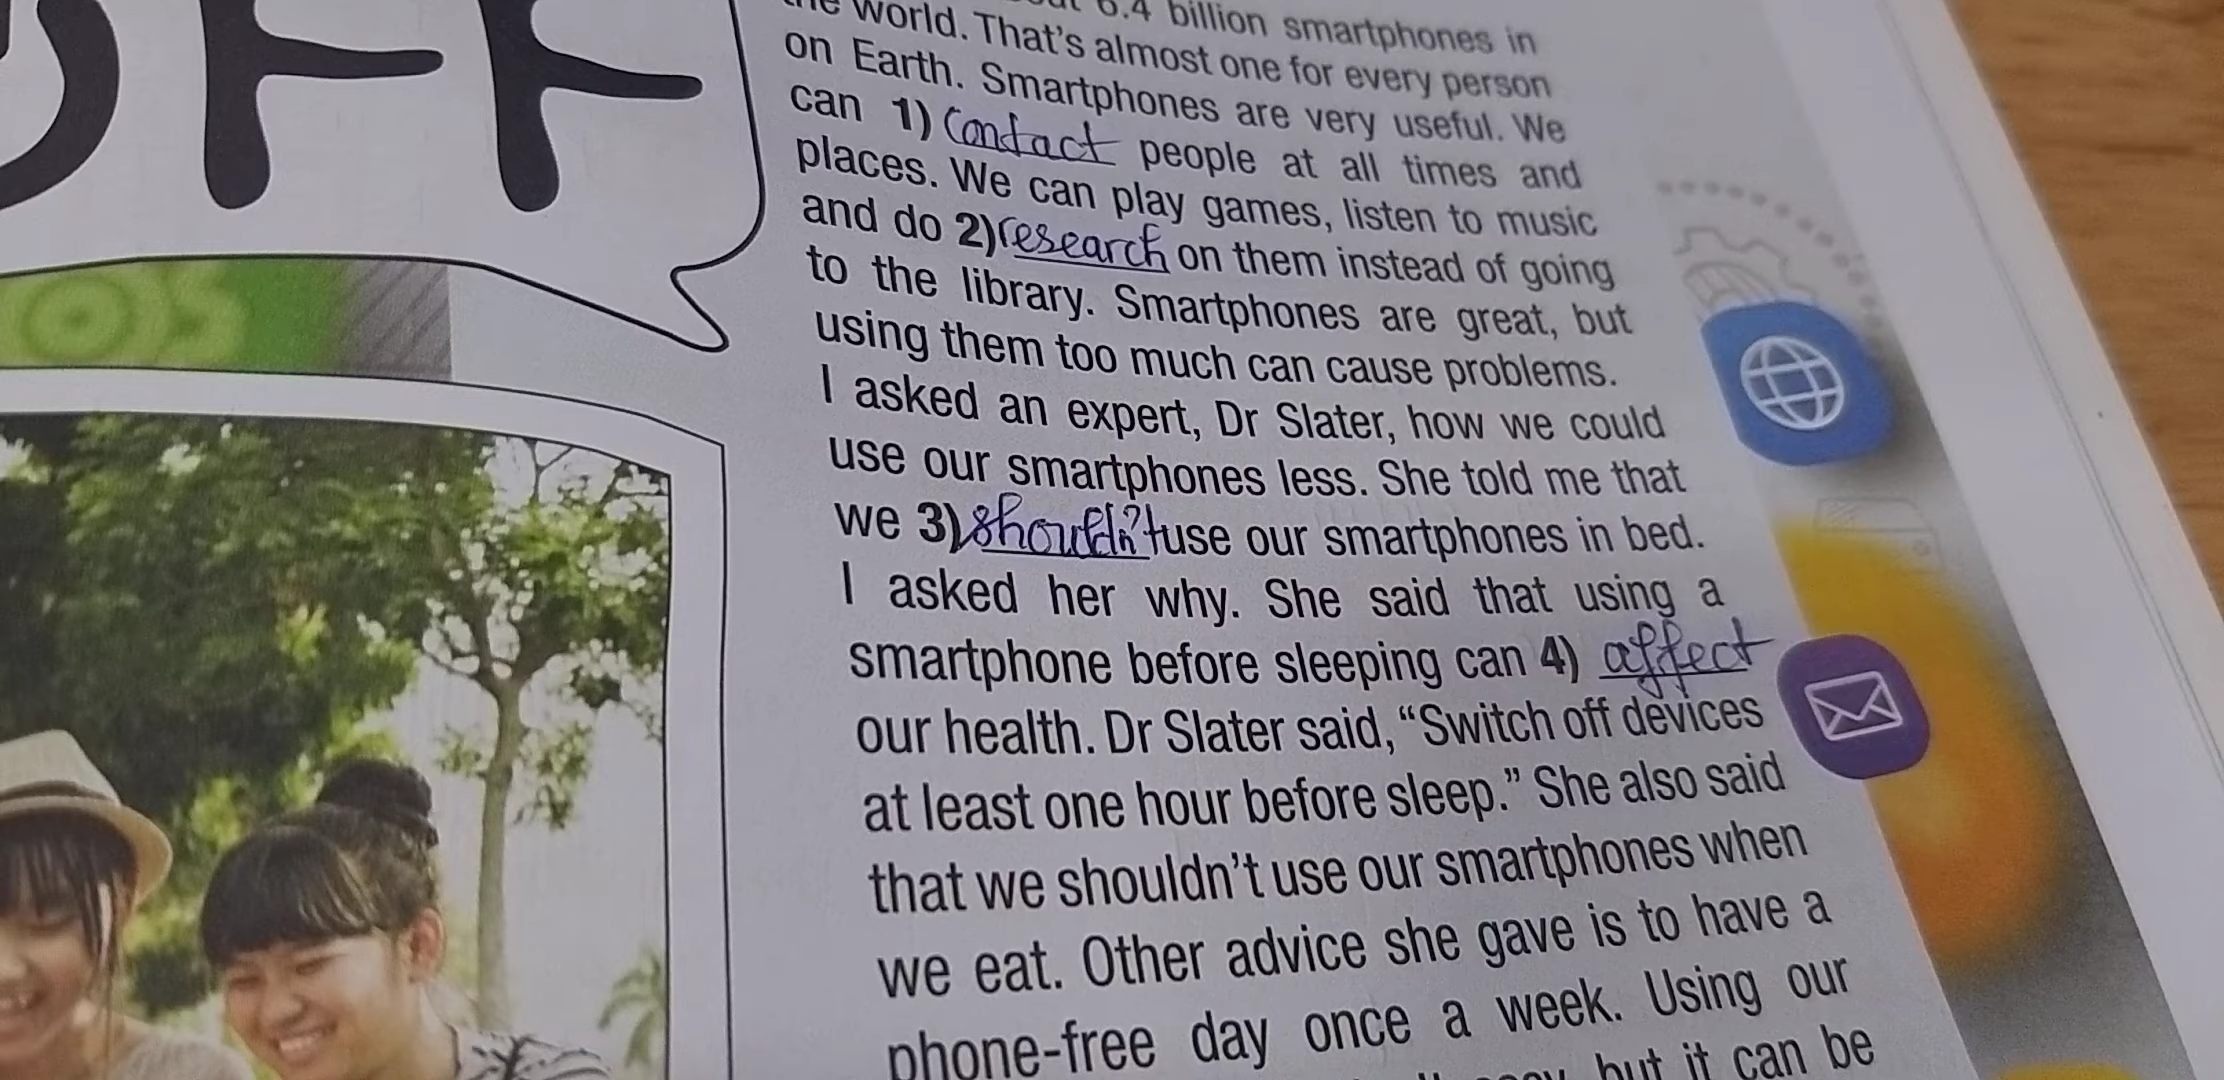 OFF
6.4 billion smartphones in
the world. That's almost one for every person
on Earth. Smartphones are very useful. We
can 1) Contact people at all times and
places. We can play games, listen to music
and do 2) research on them instead of going
to the library. Smartphones are great, but
using them too much can cause problems.
I asked an expert, Dr Slater, how we could
use our smartphones less. She told me that
we 3) shouldn't use our smartphones in bed.
I asked her why. She said that using a
smartphone before sleeping can 4) affect
our health. Dr Slater said, “Switch off devices
at least one hour before sleep.” She also said
that we shouldn't use our smartphones when
we eat. Other advice she gave is to have a
phone-free day once a week. Using our
but it can be